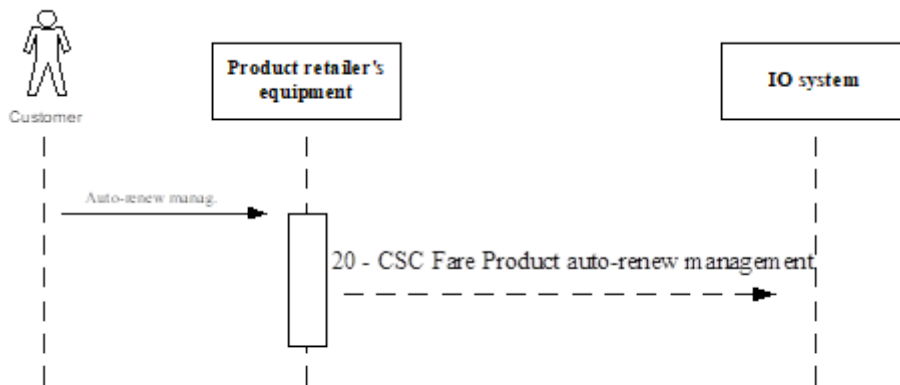 Product retailer's
equipment
IO system
Customer
Auto-renew manag.
20 - CSC Fare Product auto-renew management